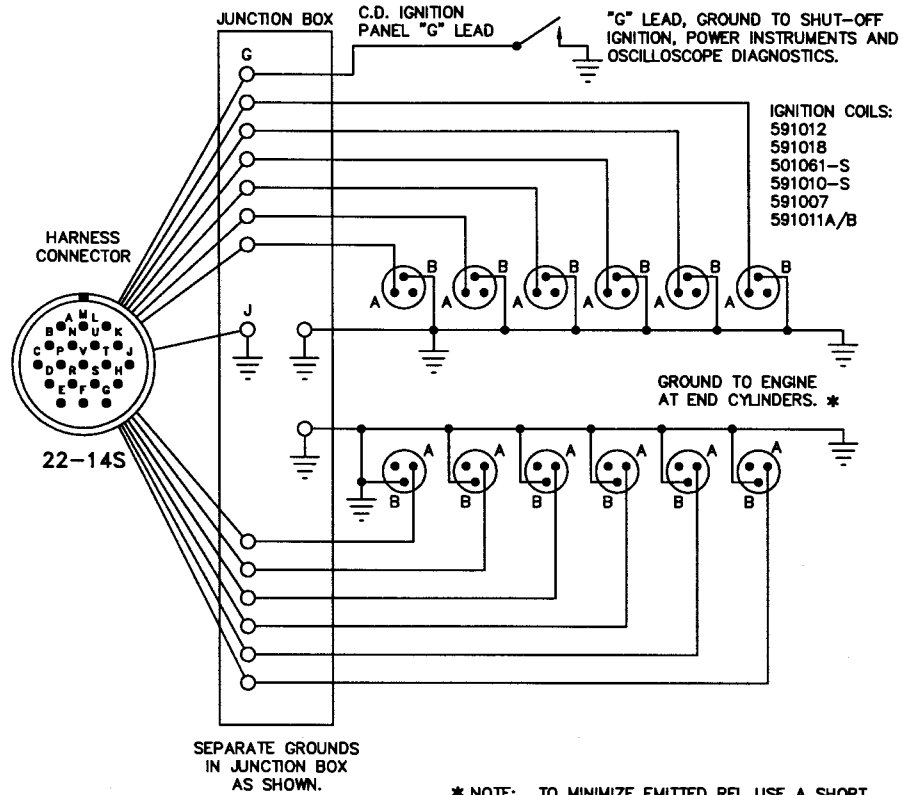 JUNCTION BOX
C.D. IGNITION
PANEL "G" LEAD
"G" LEAD, GROUND TO SHUT-OFF
IGNITION, POWER INSTRUMENTS AND
OSCILLOSCOPE DIAGNOSTICS.
G
IGNITION COILS:
591012
591018
501061-S
591010-S
591007
591011A/B
HARNESS
CONNECTOR
B B B B B B
A A A A A A
J
A M L
B N U K
C P V T J
D R S H
E F G
22-14S
GROUND TO ENGINE
AT END CYLINDERS. *
A A A A A A
B B B B B B
SEPARATE GROUNDS
IN JUNCTION BOX
AS SHOWN.
* NOTE: TO MINIMIZE EMITTED RFI, USE A SHORT